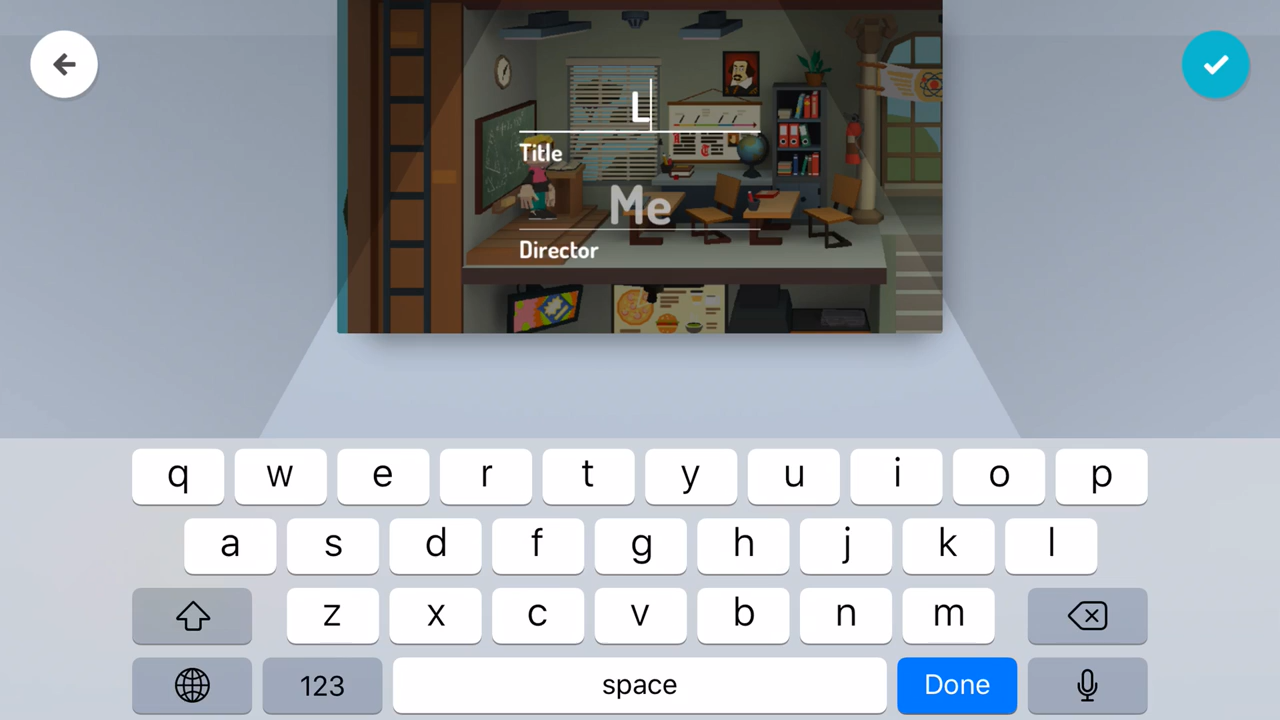 L
Title
Me
Director
q w e r t y u i o p
a s d f g h j k l
z x c v b n m
123 space Done